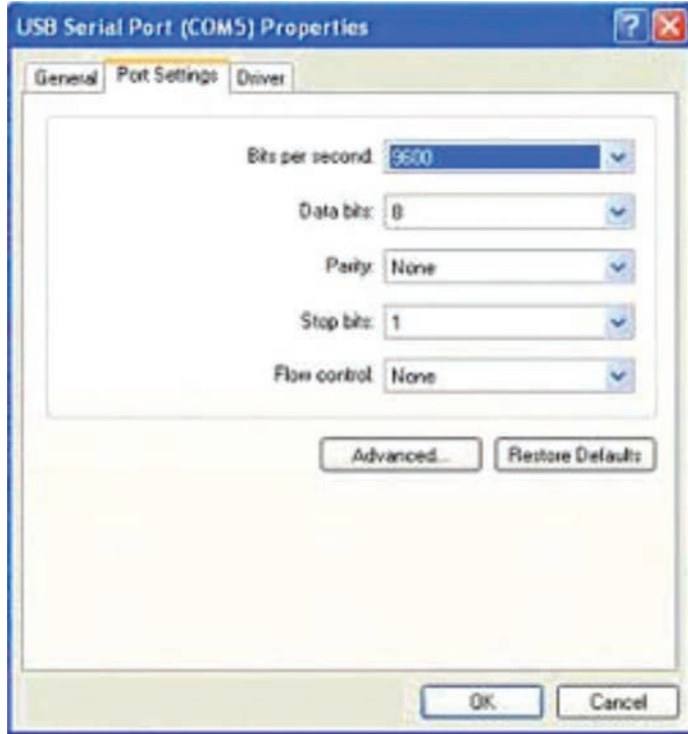 USB Serial Port (COM5) Properties
General Port Settings Driver
Bits per second: 9600
Data bits: 8
Parity: None
Stop bits: 1
Flow control: None
Advanced... Restore Defaults
OK Cancel